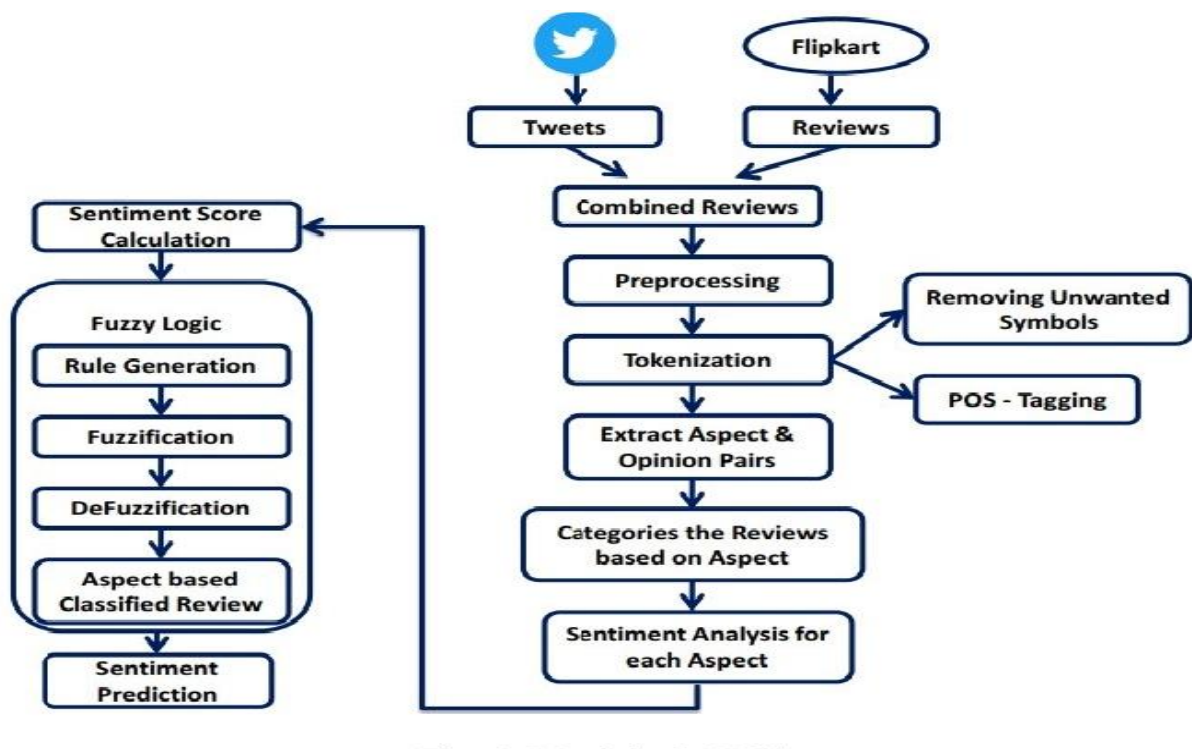 Flipkart
Tweets
Reviews
Combined Reviews
Preprocessing
Tokenization
Removing Unwanted
Symbols
POS - Tagging
Extract Aspect &
Opinion Pairs
Categories the Reviews
based on Aspect
Sentiment Analysis for
each Aspect
Sentiment Score
Calculation
Fuzzy Logic
Rule Generation
Fuzzification
DeFuzzification
Aspect based
Classified Review
Sentiment
Prediction